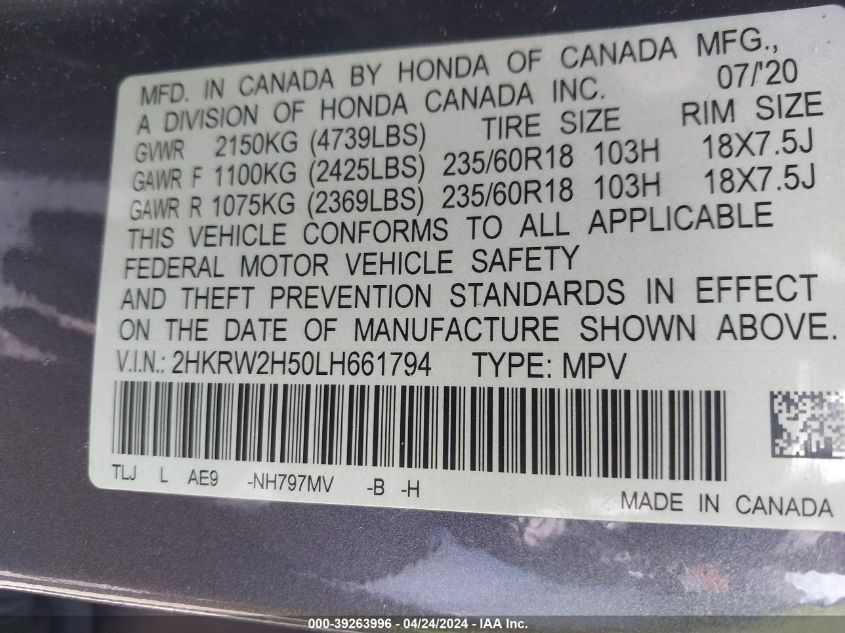 MFD. IN CANADA BY HONDA OF CANADA MFG.,
A DIVISION OF HONDA CANADA INC. 07/'20
GVWR 2150KG (4739LBS) TIRE SIZE RIM SIZE
GAWR F 1100KG (2425LBS) 235/60R18 103H 18X7.5J
GAWR R 1075KG (2369LBS) 235/60R18 103H 18X7.5J
THIS VEHICLE CONFORMS TO ALL APPLICABLE
FEDERAL MOTOR VEHICLE SAFETY
AND THEFT PREVENTION STANDARDS IN EFFECT
ON THE DATE OF MANUFACTURE SHOWN ABOVE.
V.I.N.: 2HKRW2H50LH661794 TYPE: MPV
TLJ L AE9 -NH797MV -B -H
MADE IN CANADA
000-39263996 - 04/24/2024 - IAA Inc.